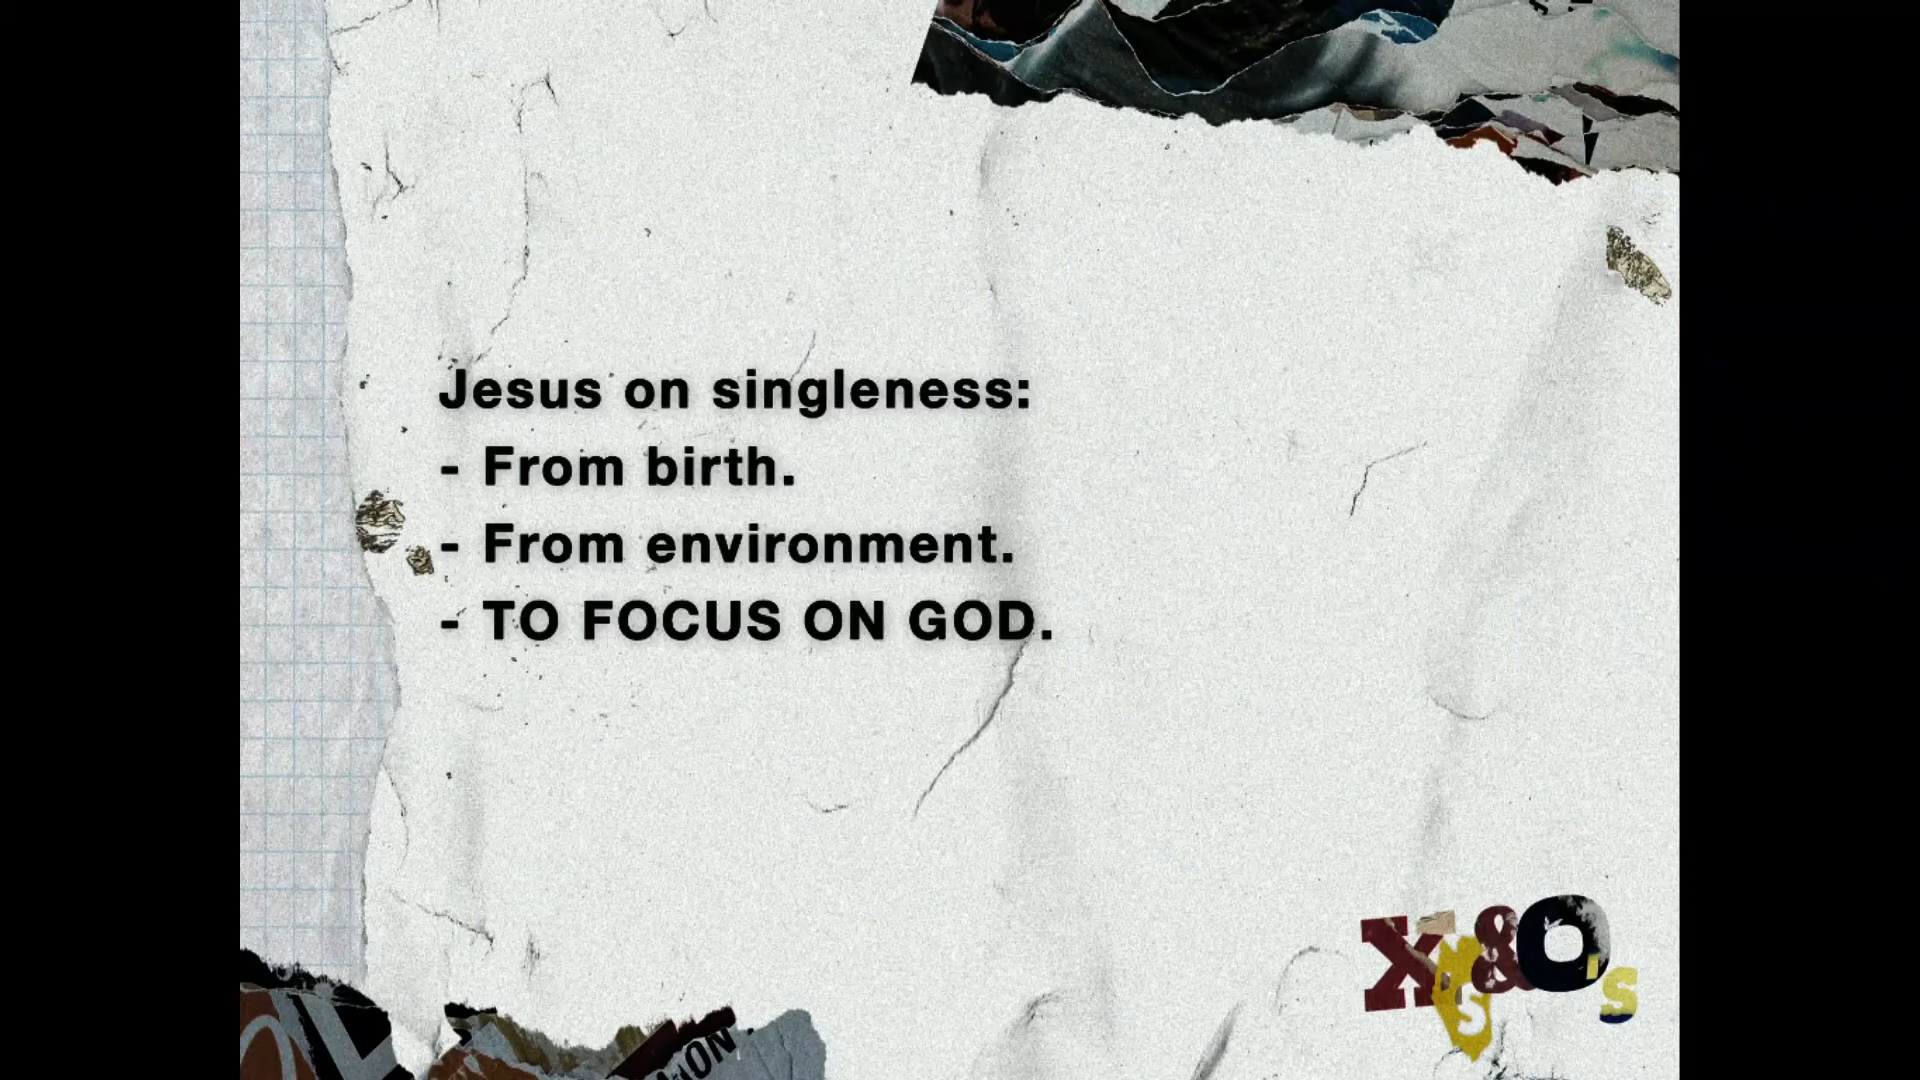 Jesus on singleness:
- From birth.
- From environment.
- TO FOCUS ON GOD.
X's & O's